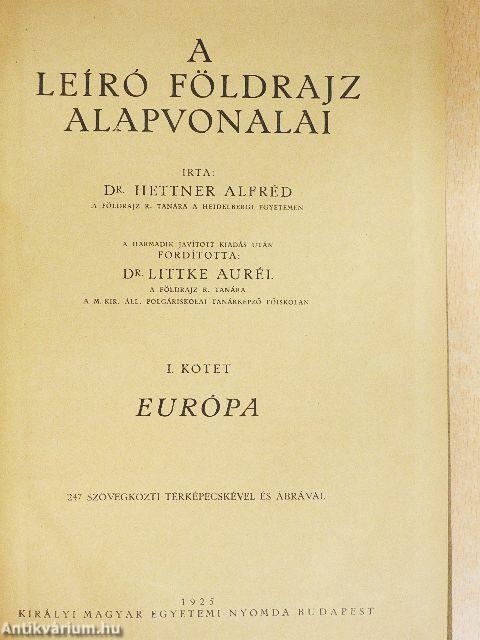 A
LEÍRÓ FÖLDRAJZ
ALAPVONALAI
IRTA:
DR. HETTNER ALFRÉD
A FÖLDRAJZ R. TANÁRA A HEIDELBERGI EGYETEMEN
A HARMADIK JAVÍTOTT KIADÁS UTÁN
FORDÍTOTTA:
DR. LITTKE AURÉL
A FÖLDRAJZ R. TANÁRA
A M. KIR. ÁLL. POLGÁRISKOLAI TANÁRKÉPZŐ FŐISKOLÁN
I. KÖTET
EURÓPA
247 SZÖVEGKÖZTI TÉRKÉPECSKÉVEL ÉS ÁBRÁVAL
1925
KIRÁLYI MAGYAR EGYETEMI NYOMDA BUDAPEST
Antikvárium.hu